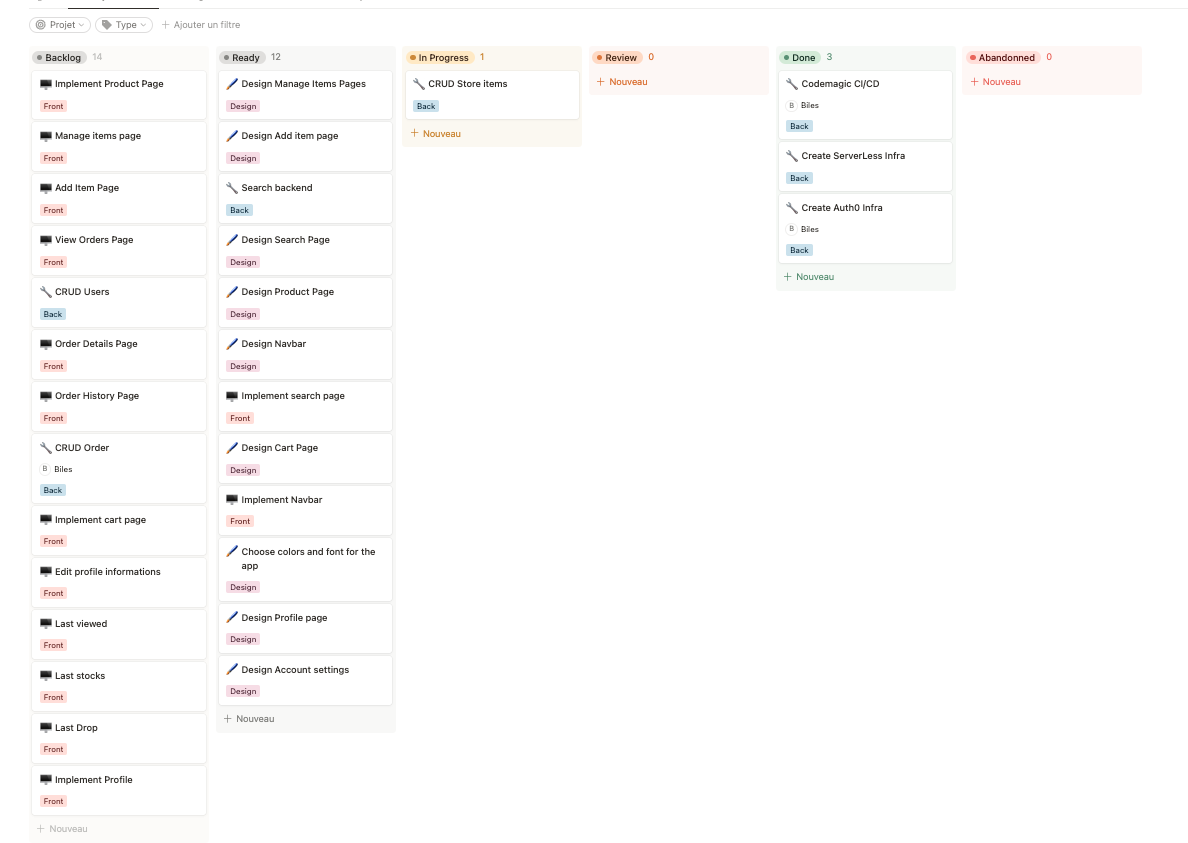 Projet
Type
Ajouter un filtre
Backlog 14
Implement Product Page
Front
Manage items page
Front
Add Item Page
Front
View Orders Page
Front
CRUD Users
Back
Order Details Page
Front
Order History Page
Front
CRUD Order
B Biles
Back
Implement cart page
Front
Edit profile informations
Front
Last viewed
Front
Last stocks
Front
Last Drop
Front
Implement Profile
Front
+ Nouveau
Ready 12
Design Manage Items Pages
Design
Design Add item page
Design
Search backend
Back
Design Search Page
Design
Design Product Page
Design
Design Navbar
Design
Implement search page
Front
Design Cart Page
Design
Implement Navbar
Front
Choose colors and font for the
app
Design
Design Profile page
Design
Design Account settings
Design
+ Nouveau
In Progress 1
CRUD Store items
Back
+ Nouveau
Review 0
+ Nouveau
Done 3
Codemagic CI/CD
B Biles
Back
Create ServerLess Infra
Back
Create Auth0 Infra
B Biles
Back
+ Nouveau
Abandonned 0
+ Nouveau